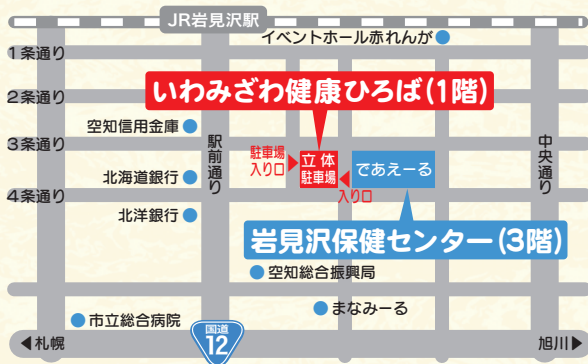 JR岩見沢駅
イベントホール赤れんが
1条通り
2条通り
いわみざわ健康ひろば(1階)
空知信用金庫
3条通り
駅前通り
駐車場
入り口
立体
駐車場
入り口
であえーる
中央通り
北海道銀行
4条通り
北洋銀行
岩見沢保健センター(3階)
空知総合振興局
まなみーる
市立総合病院
国道
12
◀札幌
旭川▶